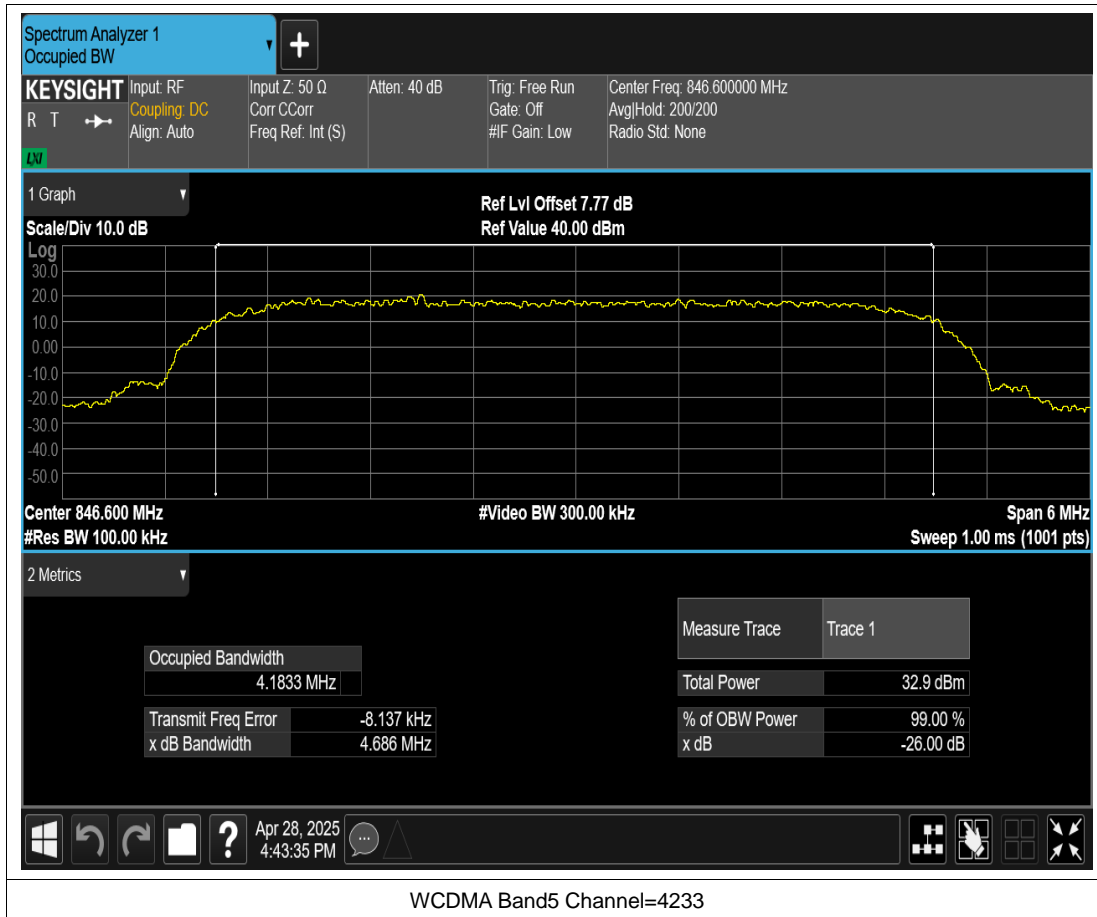 Spectrum Analyzer 1
Occupied BW
KEYSIGHT
R T
LXI
Input: RF
Coupling: DC
Align: Auto
Input Z: 50 Ω
Corr CCorr
Freq Ref: Int (S)
Atten: 40 dB
Trig: Free Run
Gate: Off
#IF Gain: Low
Center Freq: 846.600000 MHz
Avg|Hold: 200/200
Radio Std: None
1 Graph
Scale/Div 10.0 dB
Ref Lvl Offset 7.77 dB
Ref Value 40.00 dBm
Log
30.0
20.0
10.0
0.00
-10.0
-20.0
-30.0
-40.0
-50.0
Center 846.600 MHz
#Video BW 300.00 kHz
Span 6 MHz
#Res BW 100.00 kHz
Sweep 1.00 ms (1001 pts)
2 Metrics
Occupied Bandwidth
4.1833 MHz
Transmit Freq Error -8.137 kHz
x dB Bandwidth 4.686 MHz
Measure Trace Trace 1
Total Power 32.9 dBm
% of OBW Power 99.00 %
x dB -26.00 dB
?
Apr 28, 2025
4:43:35 PM
WCDMA Band5 Channel=4233